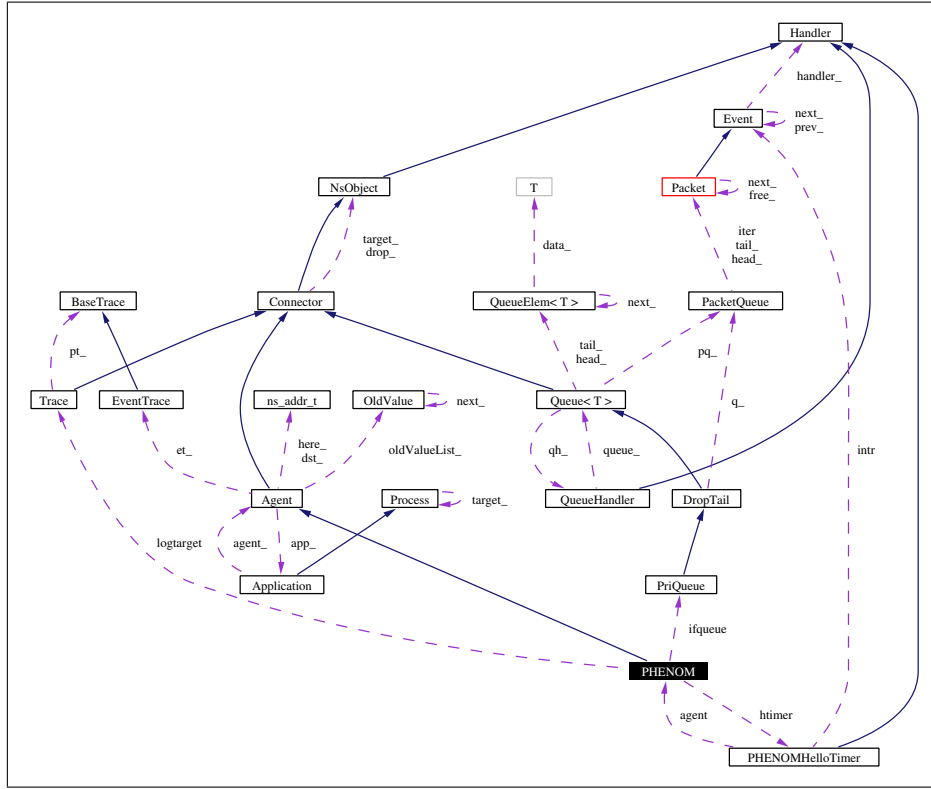 Handler
handler_
Event
next_
prev_
NsObject
T
Packet
next_
free_
target_
drop_
data_
iter
tail_
head_
BaseTrace
Connector
QueueElem< T >
next_
PacketQueue
pt_
tail_
head_
pq_
Trace
EventTrace
ns_addr_t
OldValue
next_
Queue< T >
q_
et_
here_
dst_
oldValueList_
qh_
queue_
intr
Agent
Process
target_
QueueHandler
DropTail
logtarget
agent_
app_
Application
PriQueue
ifqueue
PHENOM
agent
htimer
PHENOMHelloTimer